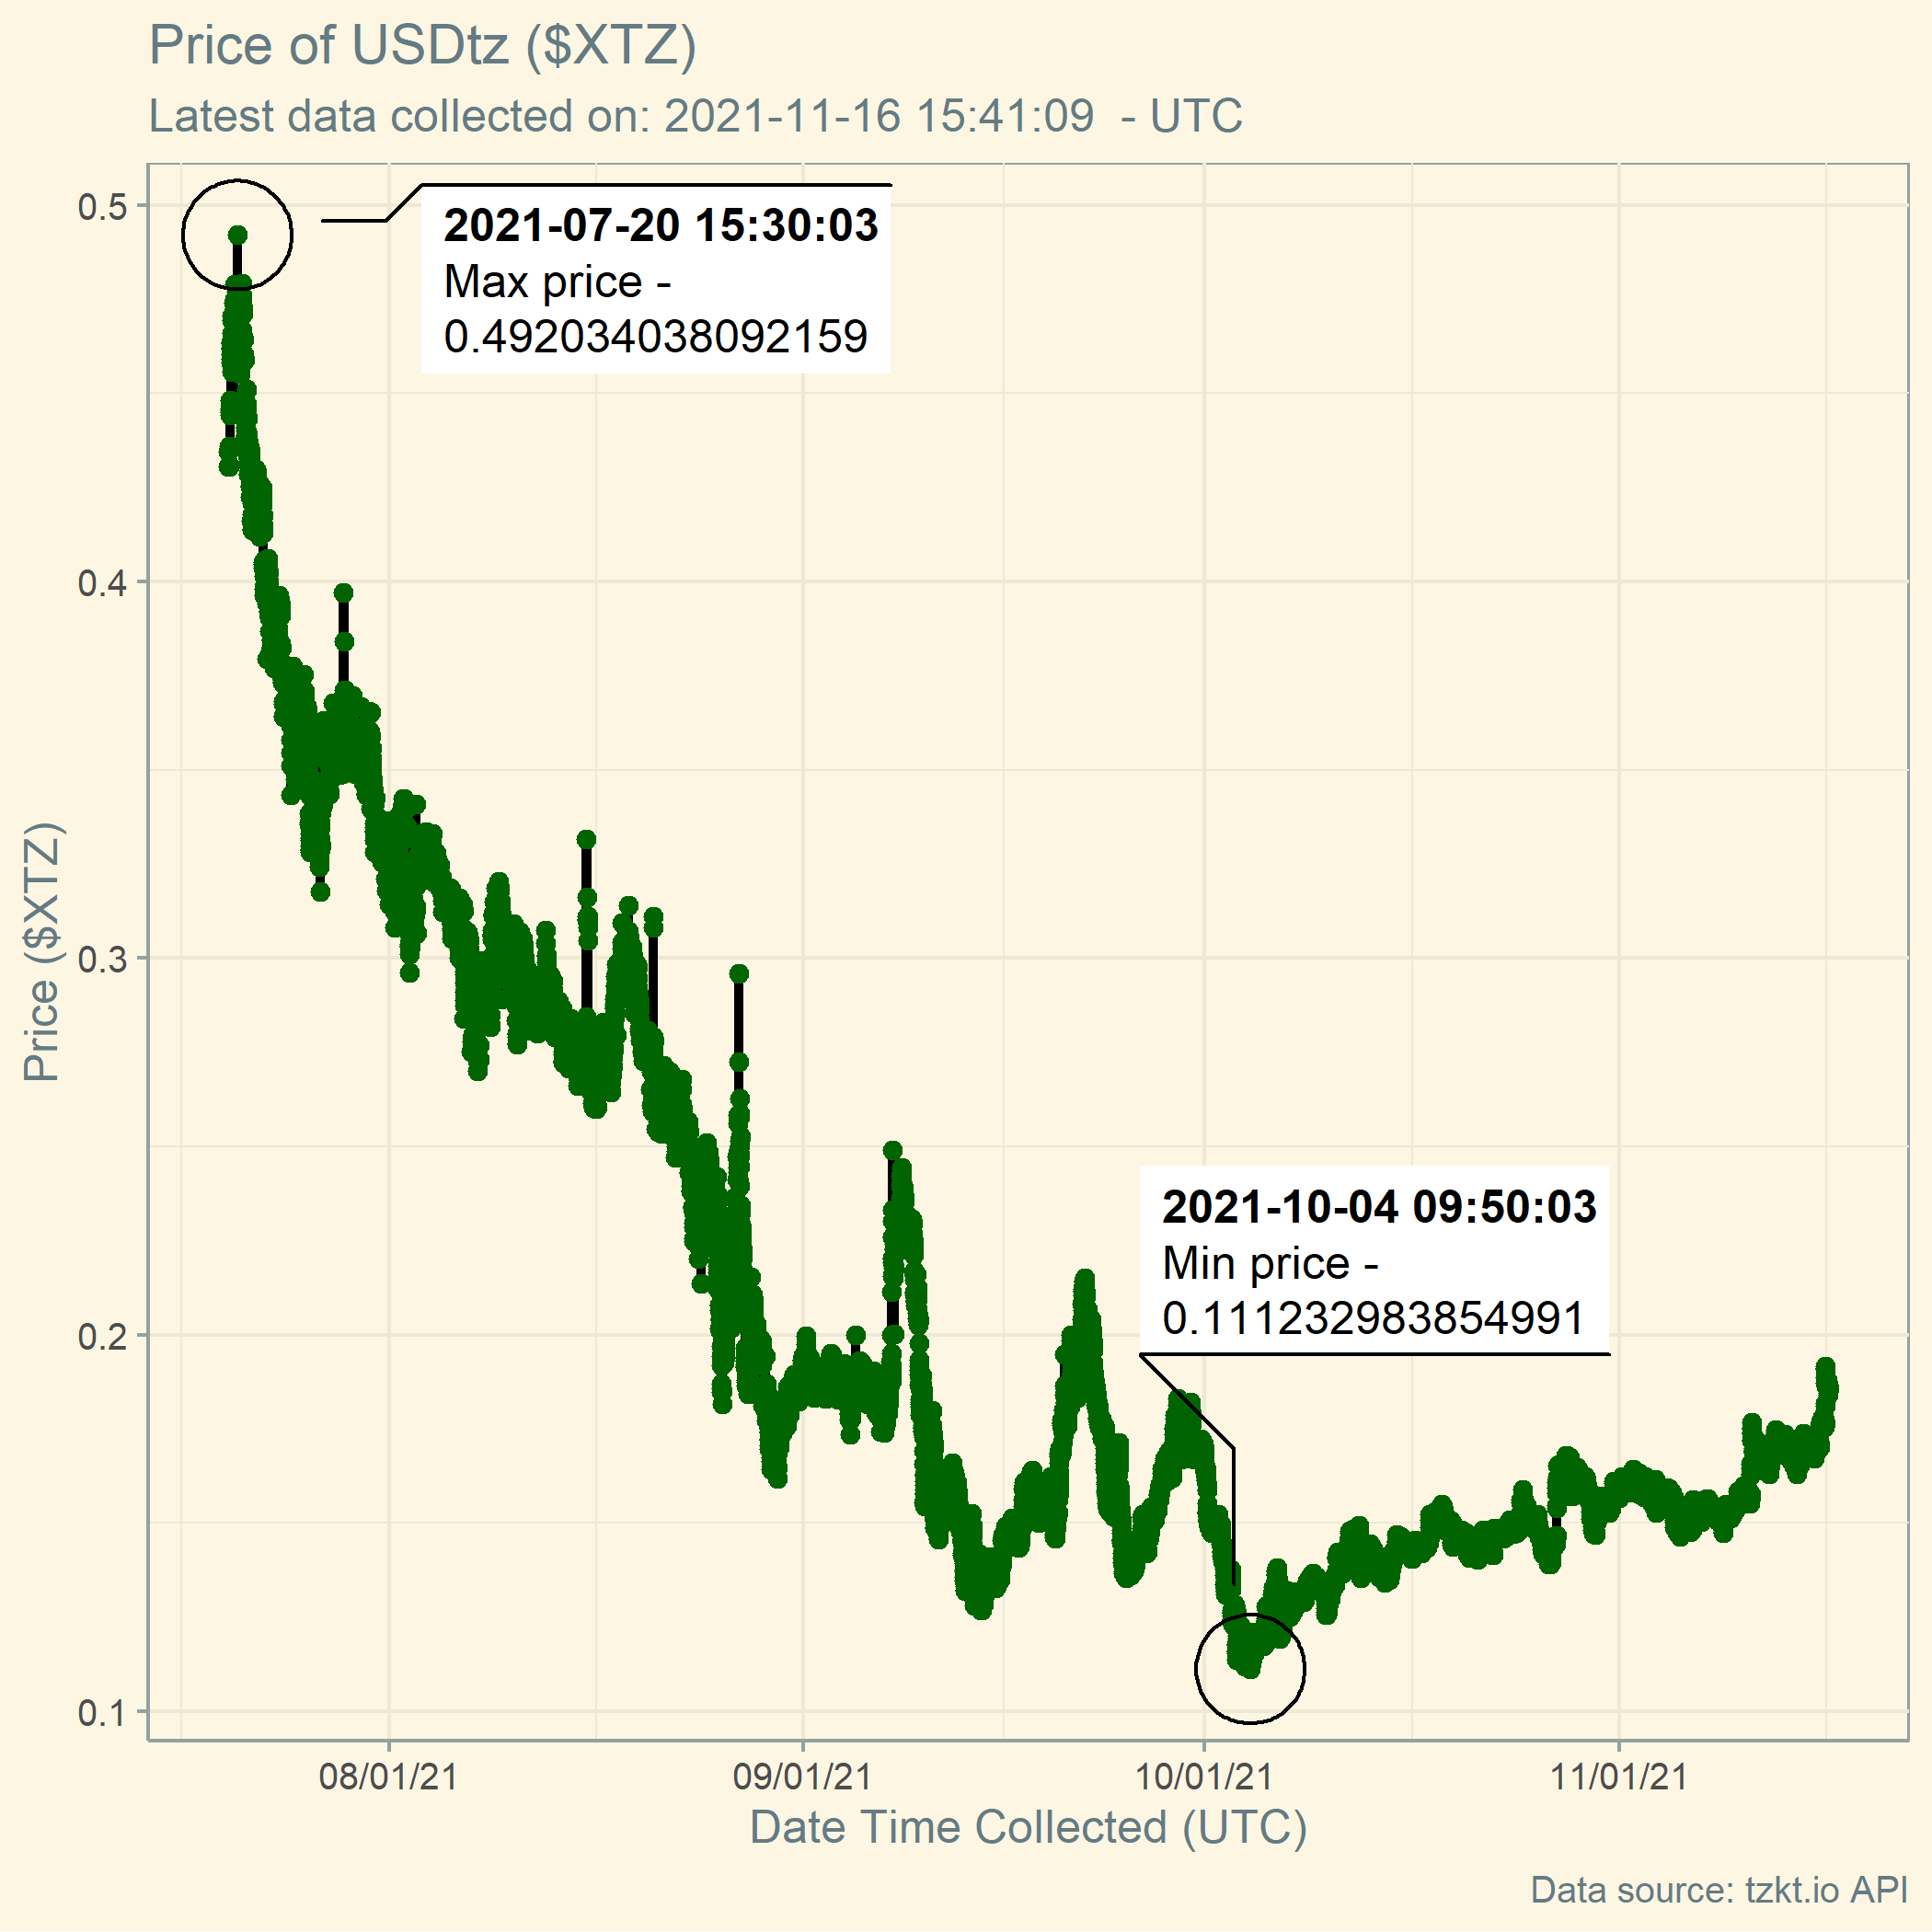 Price of USDtz ($XTZ)
Latest data collected on: 2021-11-16 15:41:09  - UTC
2021-07-20 15:30:03
Max price -
0.492034038092159
2021-10-04 09:50:03
Min price -
0.111232983854991
Price ($XTZ)
0.5
0.4
0.3
0.2
0.1
08/01/21
09/01/21
10/01/21
11/01/21
Date Time Collected (UTC)
Data source: tzkt.io API